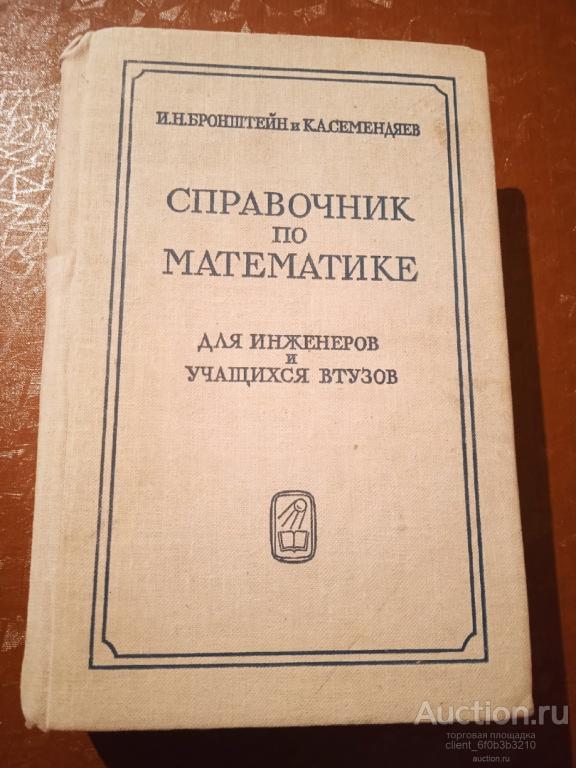 И.Н.БРОНШТЕЙН и К.А.СЕМЕНДЯЕВ
СПРАВОЧНИК
ПО
МАТЕМАТИКЕ
ДЛЯ ИНЖЕНЕРОВ
и
УЧАЩИХСЯ ВТУЗОВ
Auction.ru
торговая площадка
client_6f0b3b3210
auction.ru